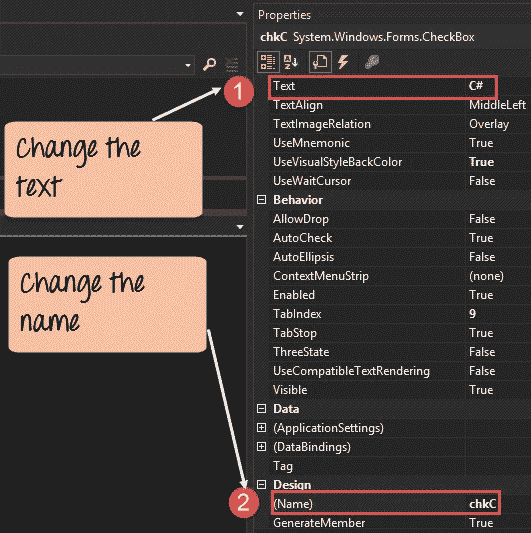 Properties
chkC System.Windows.Forms.CheckBox
Text C#
1
TextAlign MiddleLeft
Change the
text
TextImageRelation Overlay
UseMnemonic True
UseVisualStyleBackColor True
UseWaitCursor False
Behavior
AllowDrop False
AutoCheck True
AutoEllipsis False
Change the
name
ContextMenuStrip (none)
Enabled True
TabIndex 9
TabStop True
ThreeState False
UseCompatibleTextRendering False
Visible True
Data
(ApplicationSettings)
(DataBindings)
Tag
Design
2
(Name) chkC
GenerateMember True